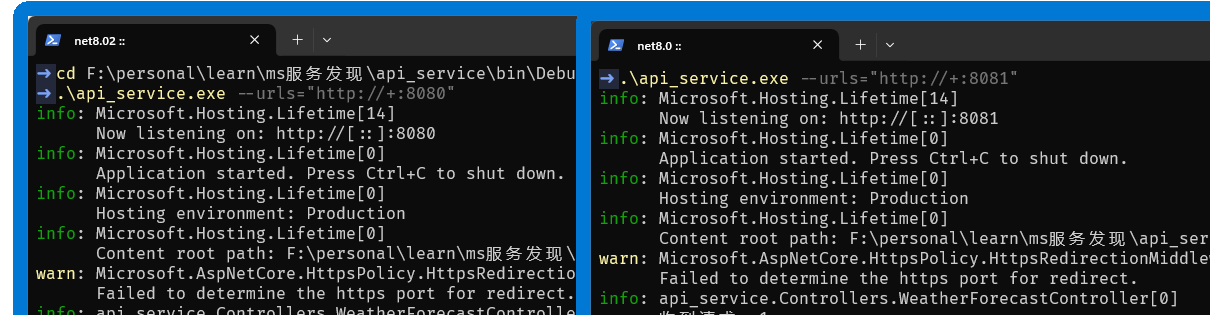 net8.02 ::
cd F:\personal\learn\ms服务发现\api_service\bin\Debu
.\api_service.exe --urls="http://+:8080"
info: Microsoft.Hosting.Lifetime[14]
Now listening on: http://[::]:8080
info: Microsoft.Hosting.Lifetime[0]
Application started. Press Ctrl+C to shut down.
info: Microsoft.Hosting.Lifetime[0]
Hosting environment: Production
info: Microsoft.Hosting.Lifetime[0]
Content root path: F:\personal\learn\ms服务发现\
warn: Microsoft.AspNetCore.HttpsPolicy.HttpsRedirectio
Failed to determine the https port for redirect.
info: api_service.Controllers.WeatherForecastControlle
net8.0 ::
.\api_service.exe --urls="http://+:8081"
info: Microsoft.Hosting.Lifetime[14]
Now listening on: http://[::]:8081
info: Microsoft.Hosting.Lifetime[0]
Application started. Press Ctrl+C to shut down.
info: Microsoft.Hosting.Lifetime[0]
Hosting environment: Production
info: Microsoft.Hosting.Lifetime[0]
Content root path: F:\personal\learn\ms服务发现\api_ser
warn: Microsoft.AspNetCore.HttpsPolicy.HttpsRedirectionMiddlew
Failed to determine the https port for redirect.
info: api_service.Controllers.WeatherForecastController[0]